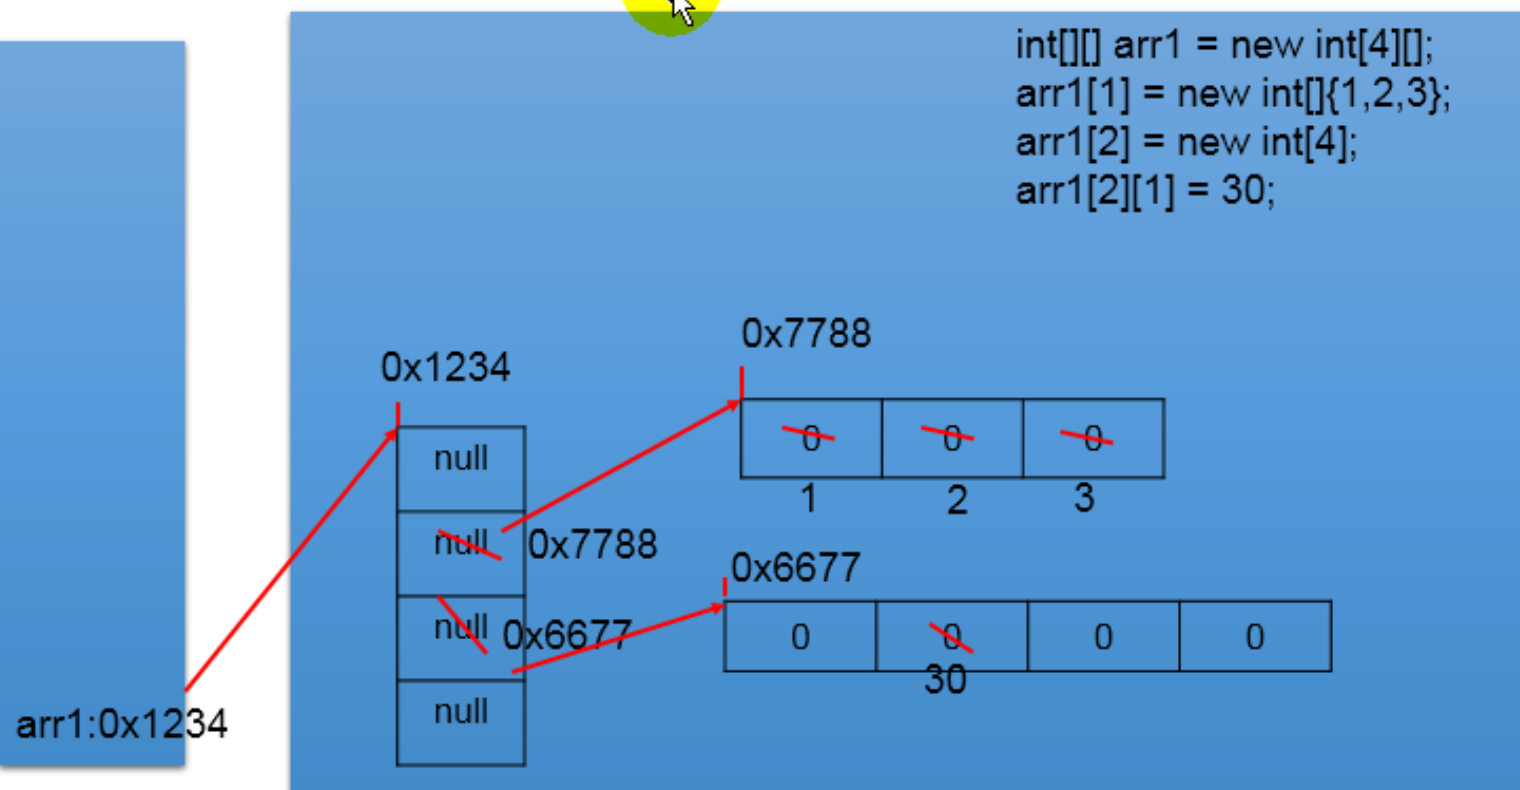 int[][] arr1 = new int[4][];
arr1[1] = new int[]{1,2,3};
arr1[2] = new int[4];
arr1[2][1] = 30;
0x7788
0x1234
0 0 0
null
1 2 3
null 0x7788
0x6677
null 0x6677
0 0 0 0
30
null
arr1:0x1234